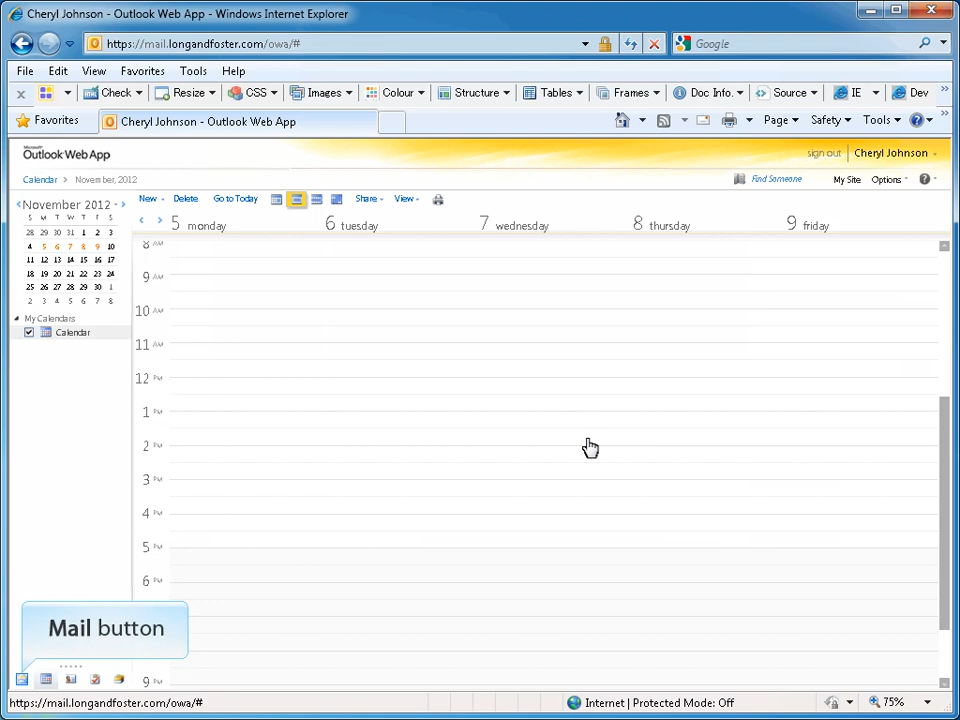 Cheryl Johnson - Outlook Web App - Windows Internet Explorer
https://mail.longandfoster.com/owa/#
Google
File Edit View Favorites Tools Help
x Check Resize CSS Images Colour Structure Tables Frames Doc Info. Source IE Dev »
Favorites Cheryl Johnson - Outlook Web App Page Safety Tools »
Microsoft
Outlook Web App sign out Cheryl Johnson
Calendar > November, 2012 Find Someone My Site Options
New Delete Go to Today Share View
November 2012
S M T W T F S
28 29 30 31 1 2 3
4 5 6 7 8 9 10
11 12 13 14 15 16 17
18 19 20 21 22 23 24
25 26 27 28 29 30 1
2 3 4 5 6 7 8
My Calendars
Calendar
5 monday 6 tuesday 7 wednesday 8 thursday 9 friday
8 AM
9 AM
10 AM
11 AM
12 PM
1 PM
2 PM
3 PM
4 PM
5 PM
6 PM
9 PM
Mail button
https://mail.longandfoster.com/owa/# Internet | Protected Mode: Off 75%